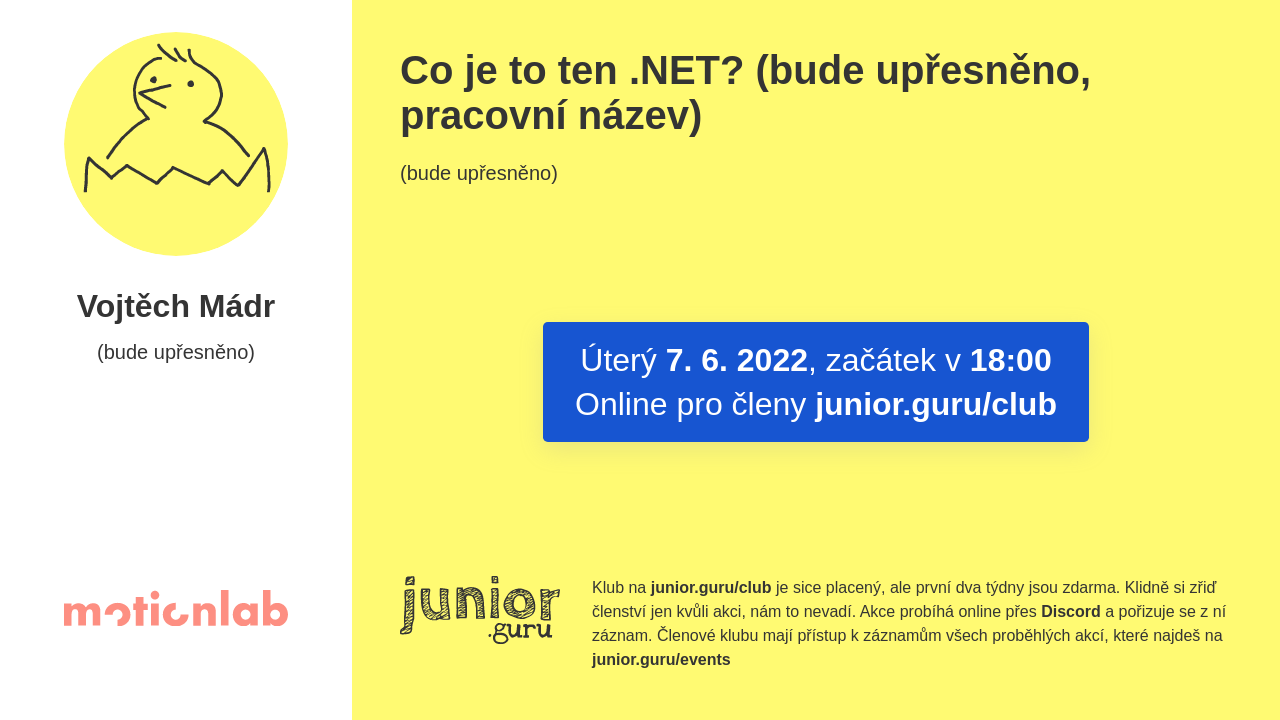 Vojtěch Mádr
(bude upřesněno)
motionlab
Co je to ten .NET? (bude upřesněno,
pracovní název)
(bude upřesněno)
Úterý 7. 6. 2022, začátek v 18:00
Online pro členy junior.guru/club
junior
.guru
Klub na junior.guru/club je sice placený, ale první dva týdny jsou zdarma. Klidně si zřiď
členství jen kvůli akci, nám to nevadí. Akce probíhá online přes Discord a pořizuje se z ní
záznam. Členové klubu mají přístup k záznamům všech proběhlých akcí, které najdeš na
junior.guru/events